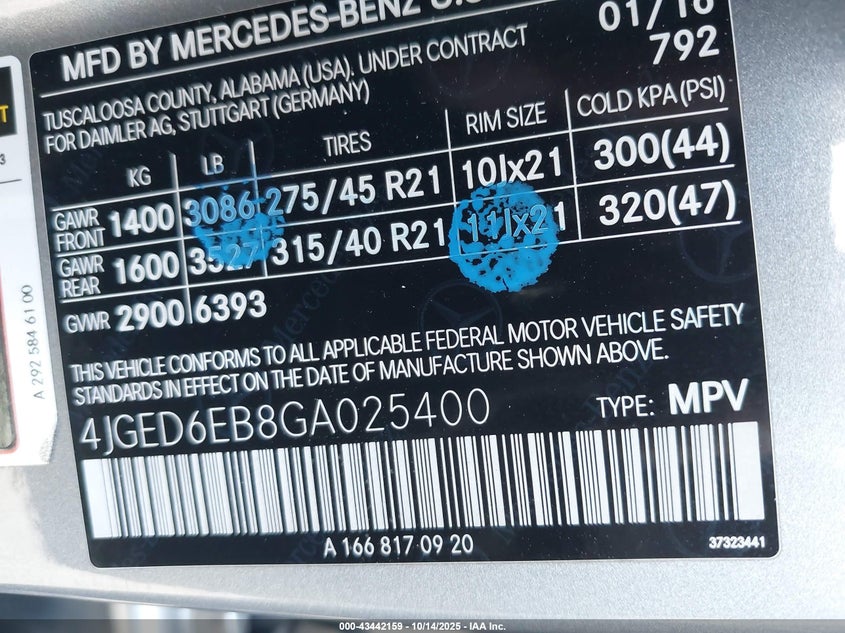 MFD BY MERCEDES-BENZ U.S.
01/16
792
TUSCALOOSA COUNTY, ALABAMA (USA). UNDER CONTRACT
FOR DAIMLER AG, STUTTGART (GERMANY)
KG LB TIRES RIM SIZE COLD KPA (PSI)
GAWR FRONT 1400 3086 275/45 R21 10Jx21 300(44)
GAWR REAR 1600 3527 315/40 R21 11Jx21 320(47)
GVWR 2900 6393
THIS VEHICLE CONFORMS TO ALL APPLICABLE FEDERAL MOTOR VEHICLE SAFETY
STANDARDS IN EFFECT ON THE DATE OF MANUFACTURE SHOWN ABOVE.
4JGED6EB8GA025400 TYPE: MPV
A 166 817 09 20
37323441
A 292 584 61 00
000-43442159 | 10/14/2025 - IAA Inc.